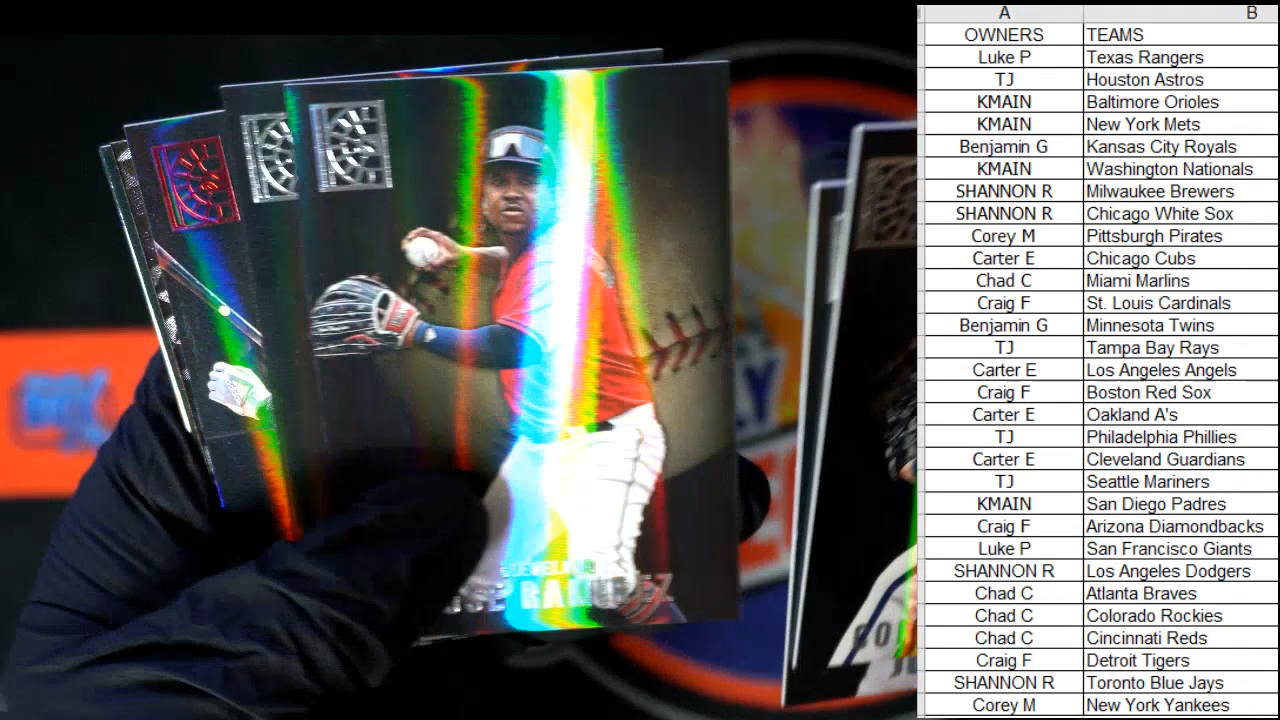 A B
OWNERS TEAMS
Luke P Texas Rangers
TJ Houston Astros
KMAIN Baltimore Orioles
KMAIN New York Mets
Benjamin G Kansas City Royals
KMAIN Washington Nationals
SHANNON R Milwaukee Brewers
SHANNON R Chicago White Sox
Corey M Pittsburgh Pirates
Carter E Chicago Cubs
Chad C Miami Marlins
Craig F St. Louis Cardinals
Benjamin G Minnesota Twins
TJ Tampa Bay Rays
Carter E Los Angeles Angels
Craig F Boston Red Sox
Carter E Oakland A's
TJ Philadelphia Phillies
Carter E Cleveland Guardians
TJ Seattle Mariners
KMAIN San Diego Padres
Craig F Arizona Diamondbacks
Luke P San Francisco Giants
SHANNON R Los Angeles Dodgers
Chad C Atlanta Braves
Chad C Colorado Rockies
Chad C Cincinnati Reds
Craig F Detroit Tigers
SHANNON R Toronto Blue Jays
Corey M New York Yankees